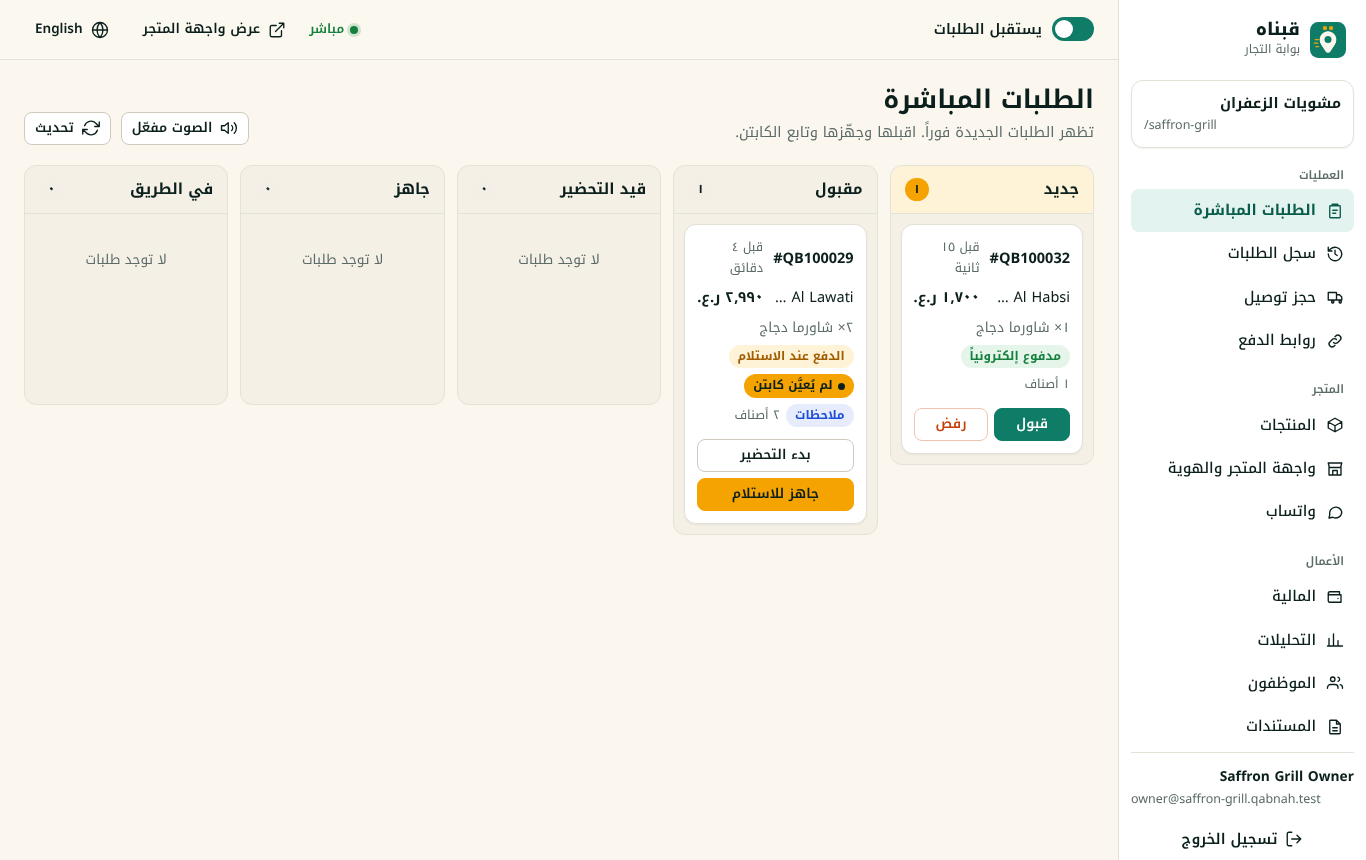 قبناه
بوابة التجار
مشويات الزعفران
/saffron-grill
العمليات
الطلبات المباشرة
سجل الطلبات
حجز توصيل
روابط الدفع
المتجر
المنتجات
واجهة المتجر والهوية
واتساب
الأعمال
المالية
التحليلات
الموظفون
المستندات
Saffron Grill Owner
owner@saffron-grill.qabnah.test
تسجيل الخروج
يستقبل الطلبات
مباشر
عرض واجهة المتجر
English
الطلبات المباشرة
تظهر الطلبات الجديدة فوراً. اقبلها وجهّزها وتابع الكابتن.
الصوت مفعّل
تحديث
جديد
١
#QB100032
قبل ١٥ ثانية
Al Habsi ...
١٫٧٠٠ ر.ع.
١× شاورما دجاج
مدفوع إلكترونياً
١ أصناف
قبول
رفض
مقبول
١
#QB100029
قبل ٤ دقائق
Al Lawati ...
٢٫٩٩٠ ر.ع.
٢× شاورما دجاج
الدفع عند الاستلام
لم يُعيَّن كابتن
ملاحظات
٢ أصناف
بدء التحضير
جاهز للاستلام
قيد التحضير
٠
لا توجد طلبات
جاهز
٠
لا توجد طلبات
في الطريق
٠
لا توجد طلبات